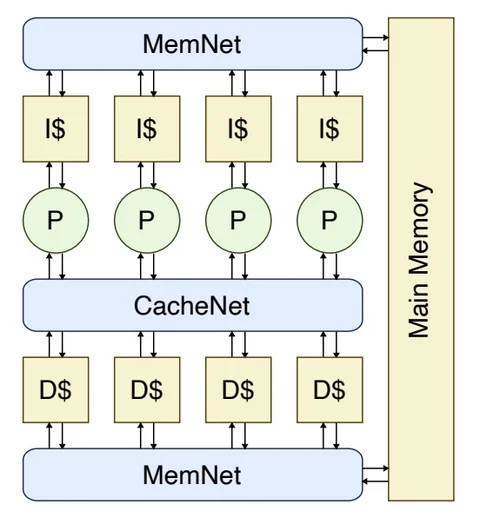 MemNet
I$ I$ I$ I$
P P P P
CacheNet
D$ D$ D$ D$
MemNet
Main Memory